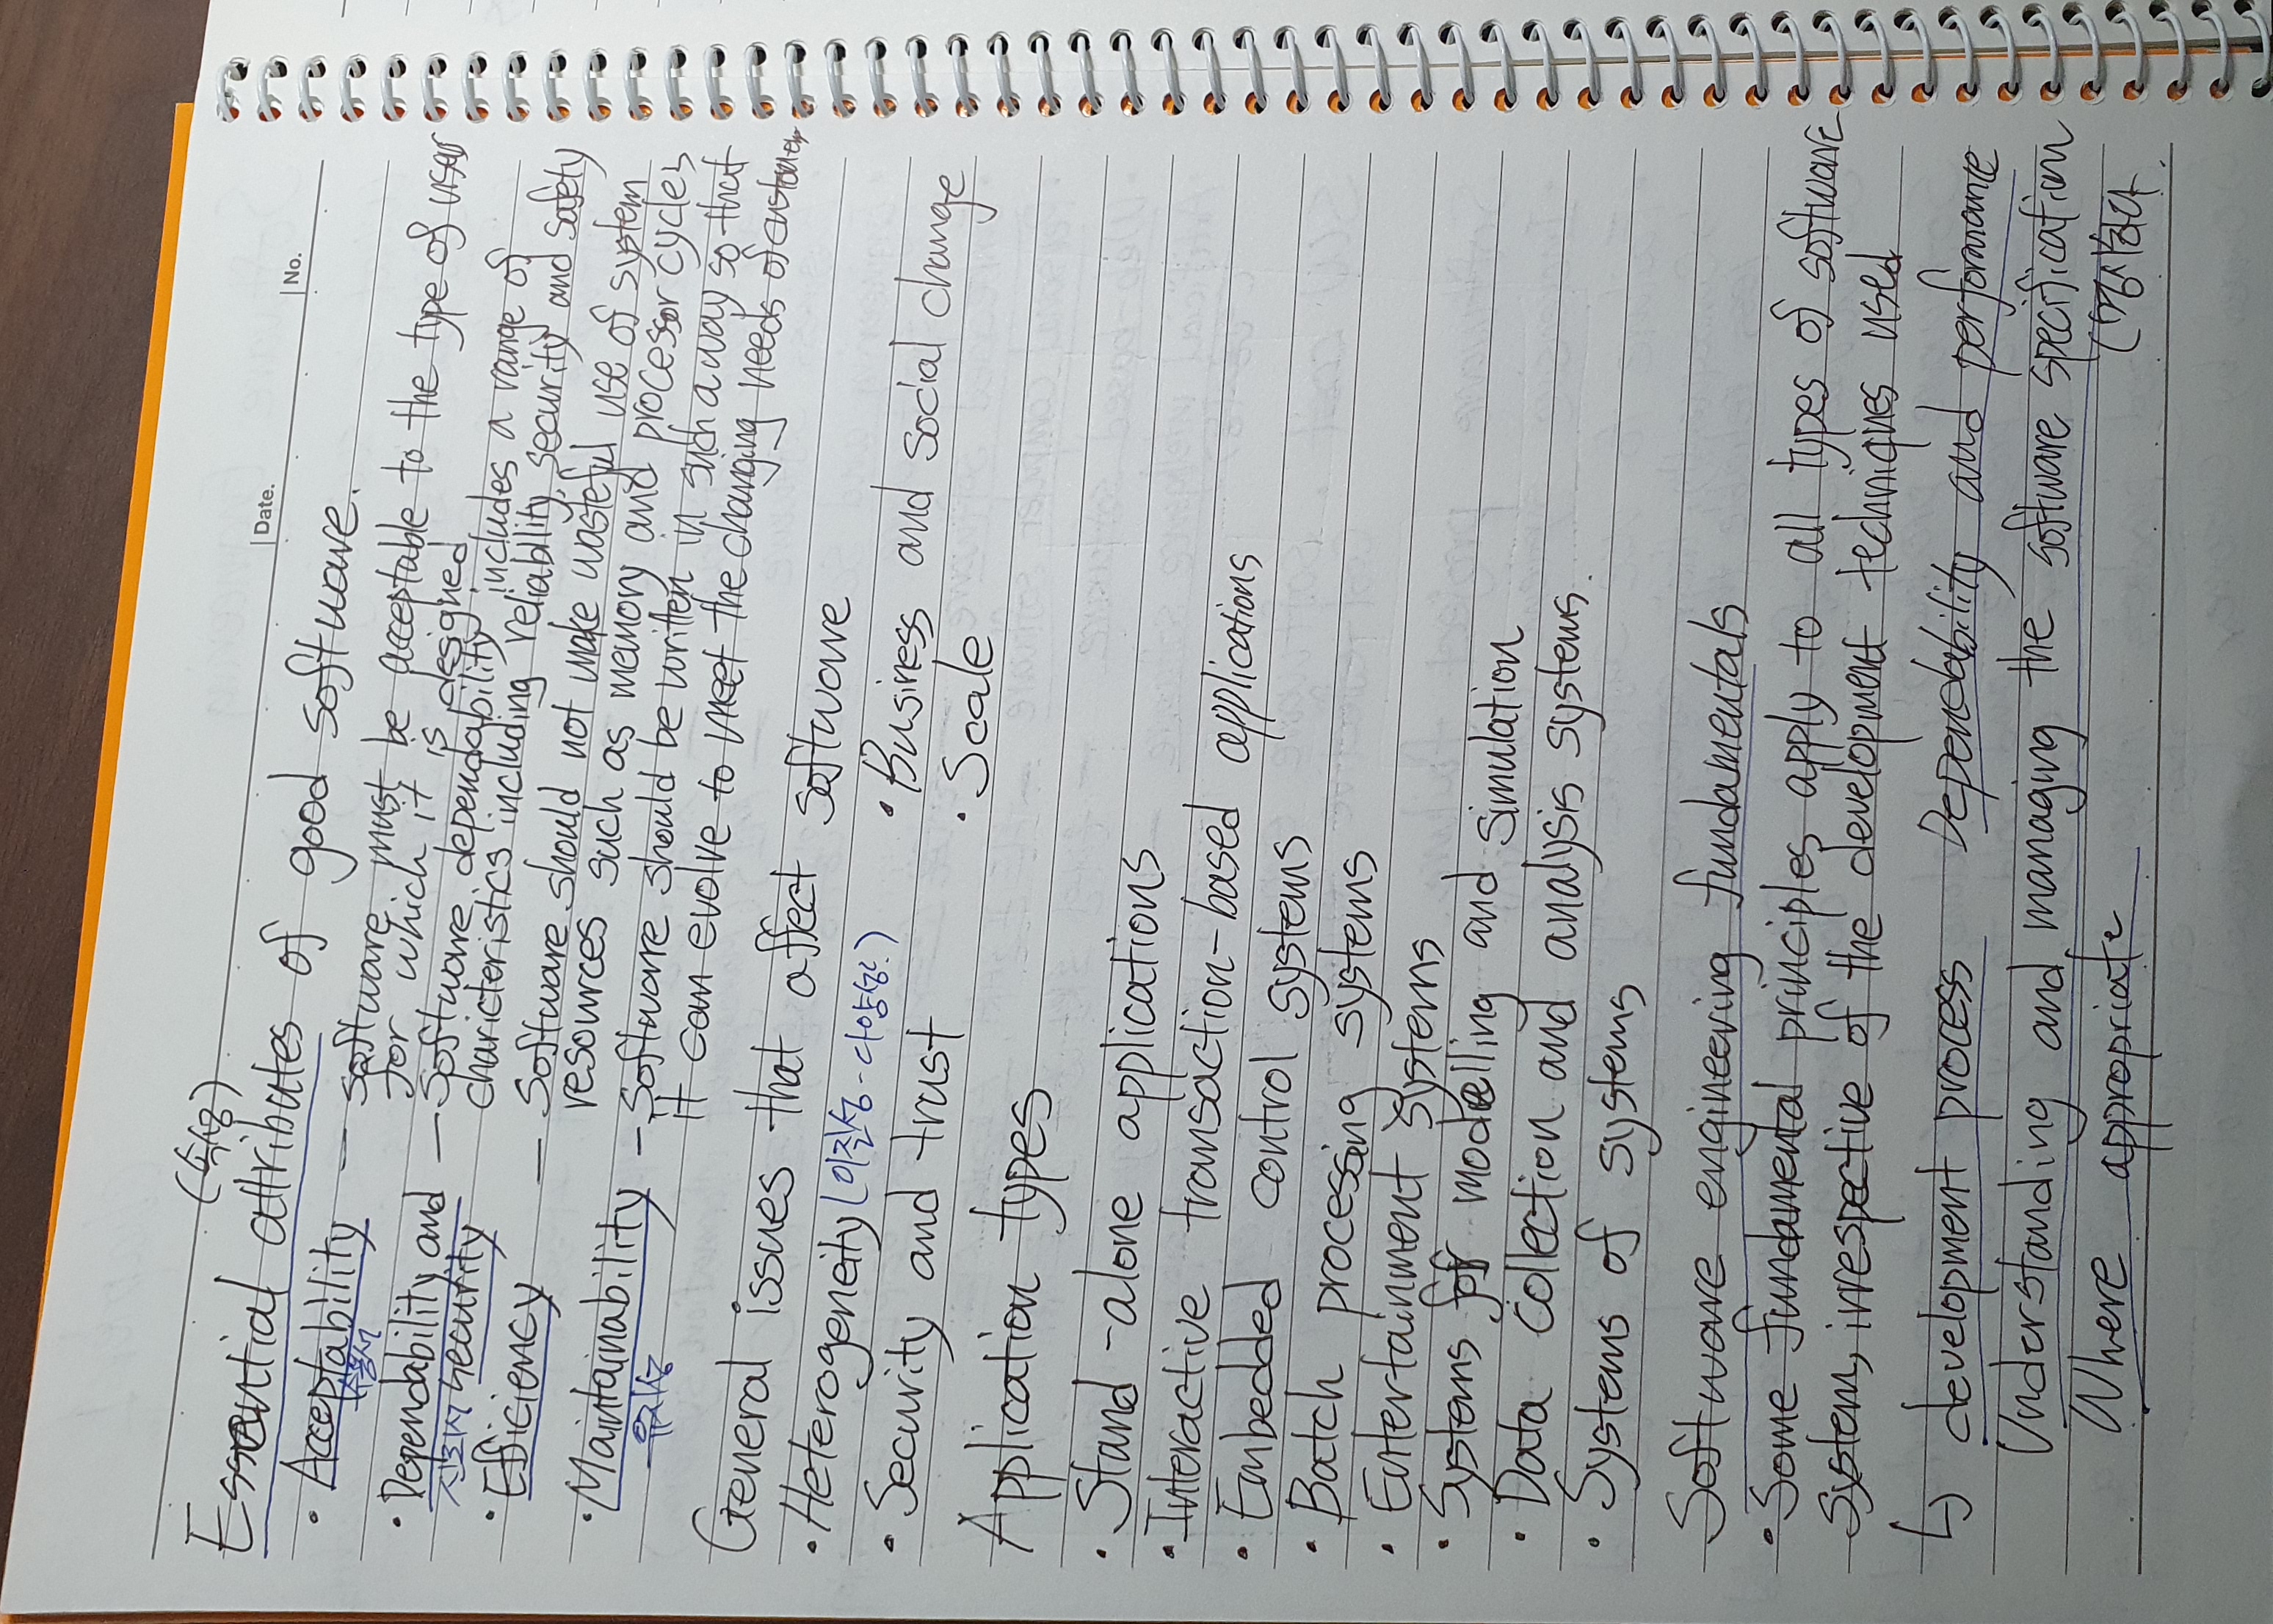 (속성)
Date.
No.
Essential attributes of good software.
· Acceptability — software must be acceptable to the type of users
수용성
for which it is designed
· Dependability and — Software dependability includes a range of
신뢰성 security
charicteristics including reliability, security and safety
· Efficiency — Software should not make wasteful use of system
resources such as memory and processor cycles
· Maintainability — Software should be written in such a way so that
유지성
it can evolve to meet the changing needs of customer
General issues that affect software
· Heterogeneity (이질성 - 다양성?)
· Business and social change
· Security and trust
· Scale
Application types
· Stand-alone applications
· Interactive transaction-based applications
· Embedded control systems
· Batch processing systems
· Entertainment systems
· Systems for modelling and simulation
· Data collection and analysis systems.
· Systems of systems
Software engineering fundamentals
· Some fundamental principles apply to all types of software
system, irrespective of the development techniques used
↳ development process Dependability and performance
Understanding and managing the software specification
Where appropriate